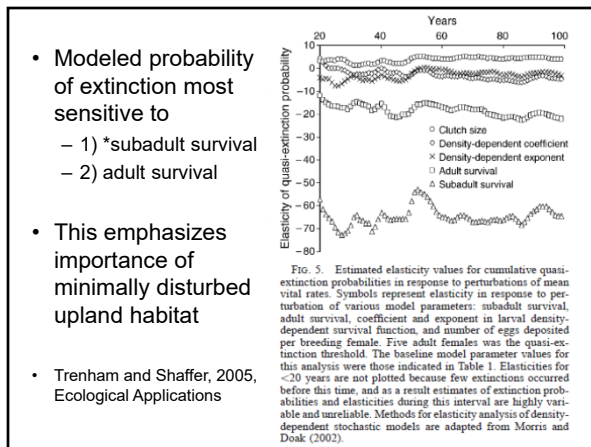 • Modeled probability
of extinction most
sensitive to
– 1) *subadult survival
– 2) adult survival
• This emphasizes
importance of
minimally disturbed
upland habitat
• Trenham and Shaffer, 2005,
Ecological Applications
Years
20 40 60 80 100
10
0
−10
−20
−30
−40
−50
−60
−70
−80
Elasticity of quasi-extinction probability
○ Clutch size
○ Density-dependent coefficient
× Density-dependent exponent
□ Adult survival
△ Subadult survival
FIG. 5. Estimated elasticity values for cumulative quasi-
extinction probabilities in response to perturbations of mean
vital rates. Symbols represent elasticity in response to per-
turbation of various model parameters: subadult survival,
adult survival, coefficient and exponent in larval density-
dependent survival function, and number of eggs deposited
per breeding female. Five adult females was the quasi-ex-
tinction threshold. The baseline model parameter values for
this analysis were those indicated in Table 1. Elasticities for
<20 years are not plotted because few extinctions occurred
before this time, and as a result estimates of extinction prob-
abilities and elasticities during this interval are highly vari-
able and unreliable. Methods for elasticity analysis of density-
dependent stochastic models are adapted from Morris and
Doak (2002).